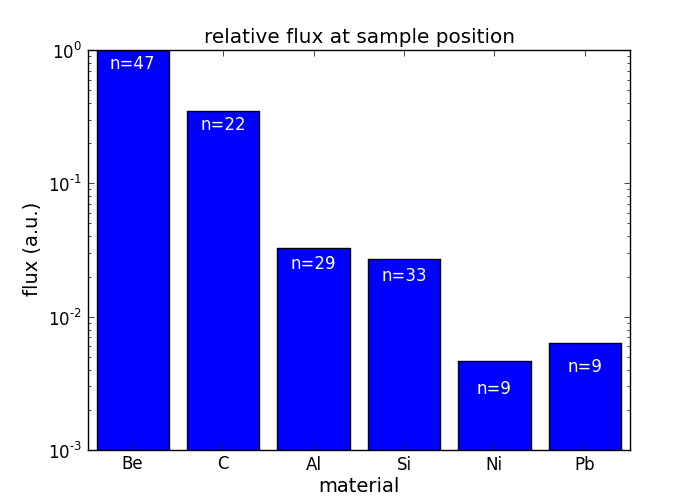 relative flux at sample position
flux (a.u.)
10^0
10^-1
10^-2
10^-3
n=47
n=22
n=29
n=33
n=9
n=9
Be C Al Si Ni Pb
material